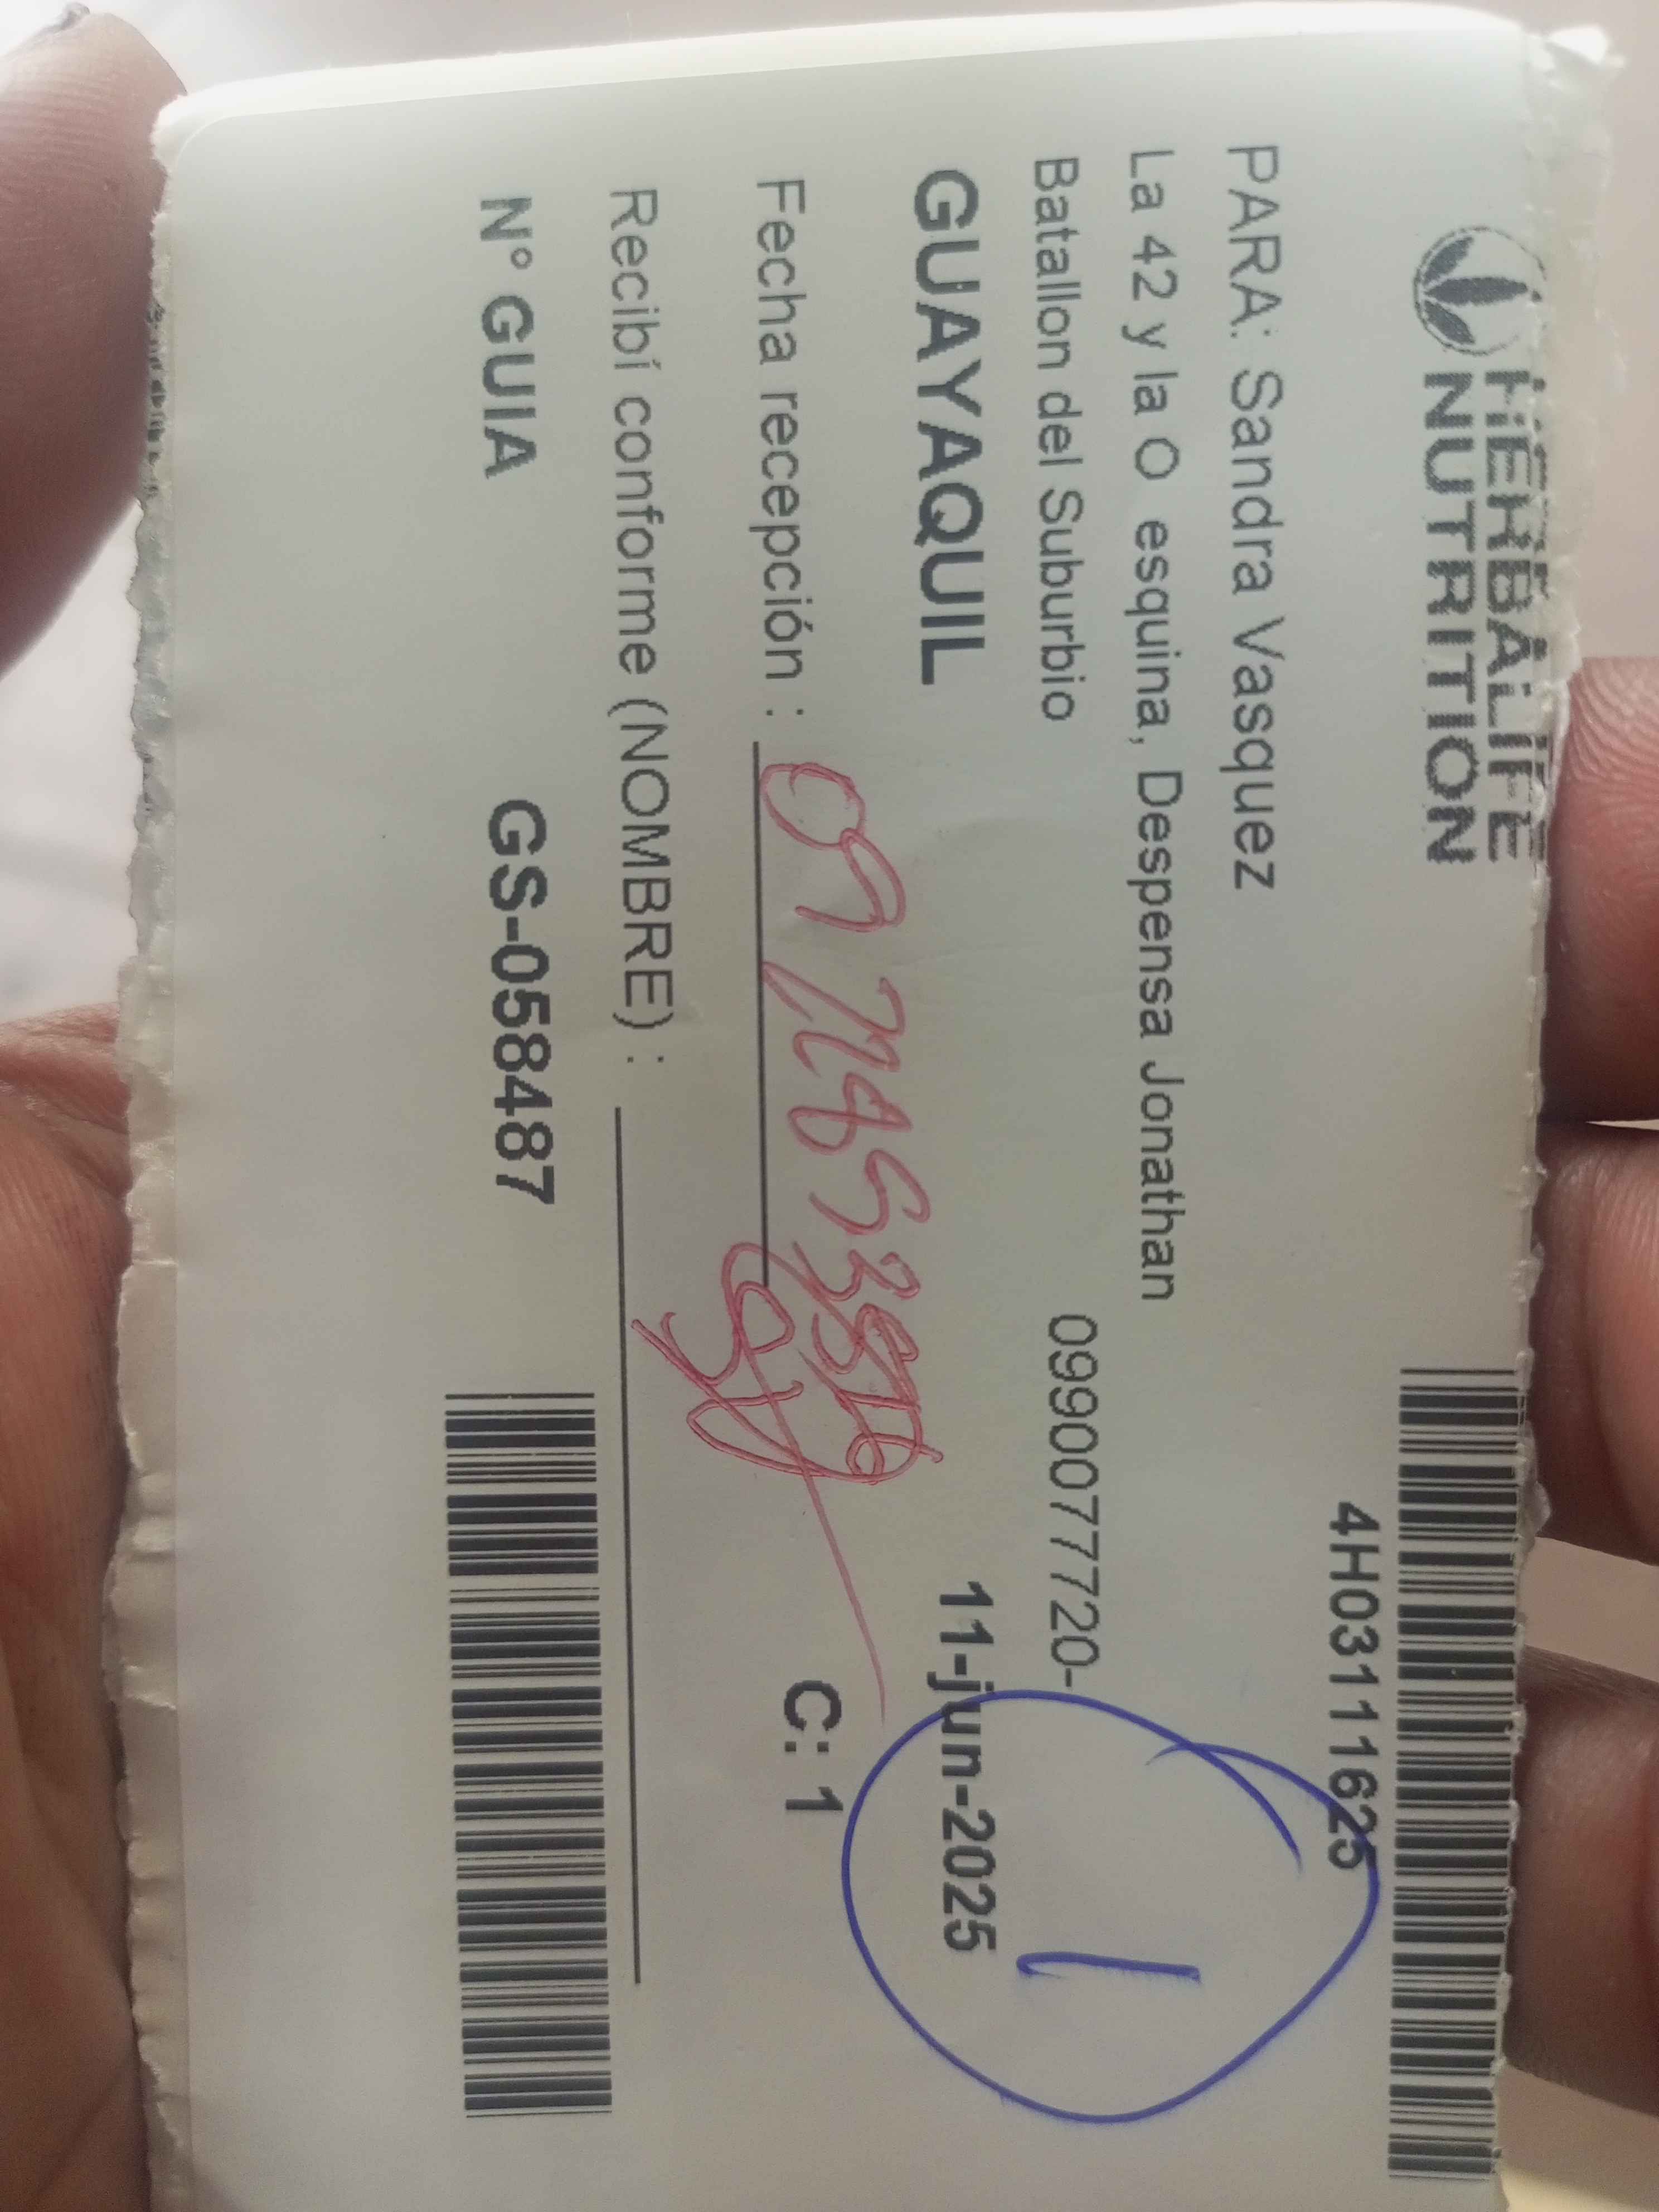 HERBALIFE
NUTRITION
4H03111625
PARA: Sandra Vasquez
La 42 y la O esquina, Despensa Jonathan
Batallon del Suburbio
0990077720-
1
GUAYAQUIL
11-jun-2025
Fecha recepción :
C: 1
Recibí conforme (NOMBRE) :
N° GUIA
GS-058487